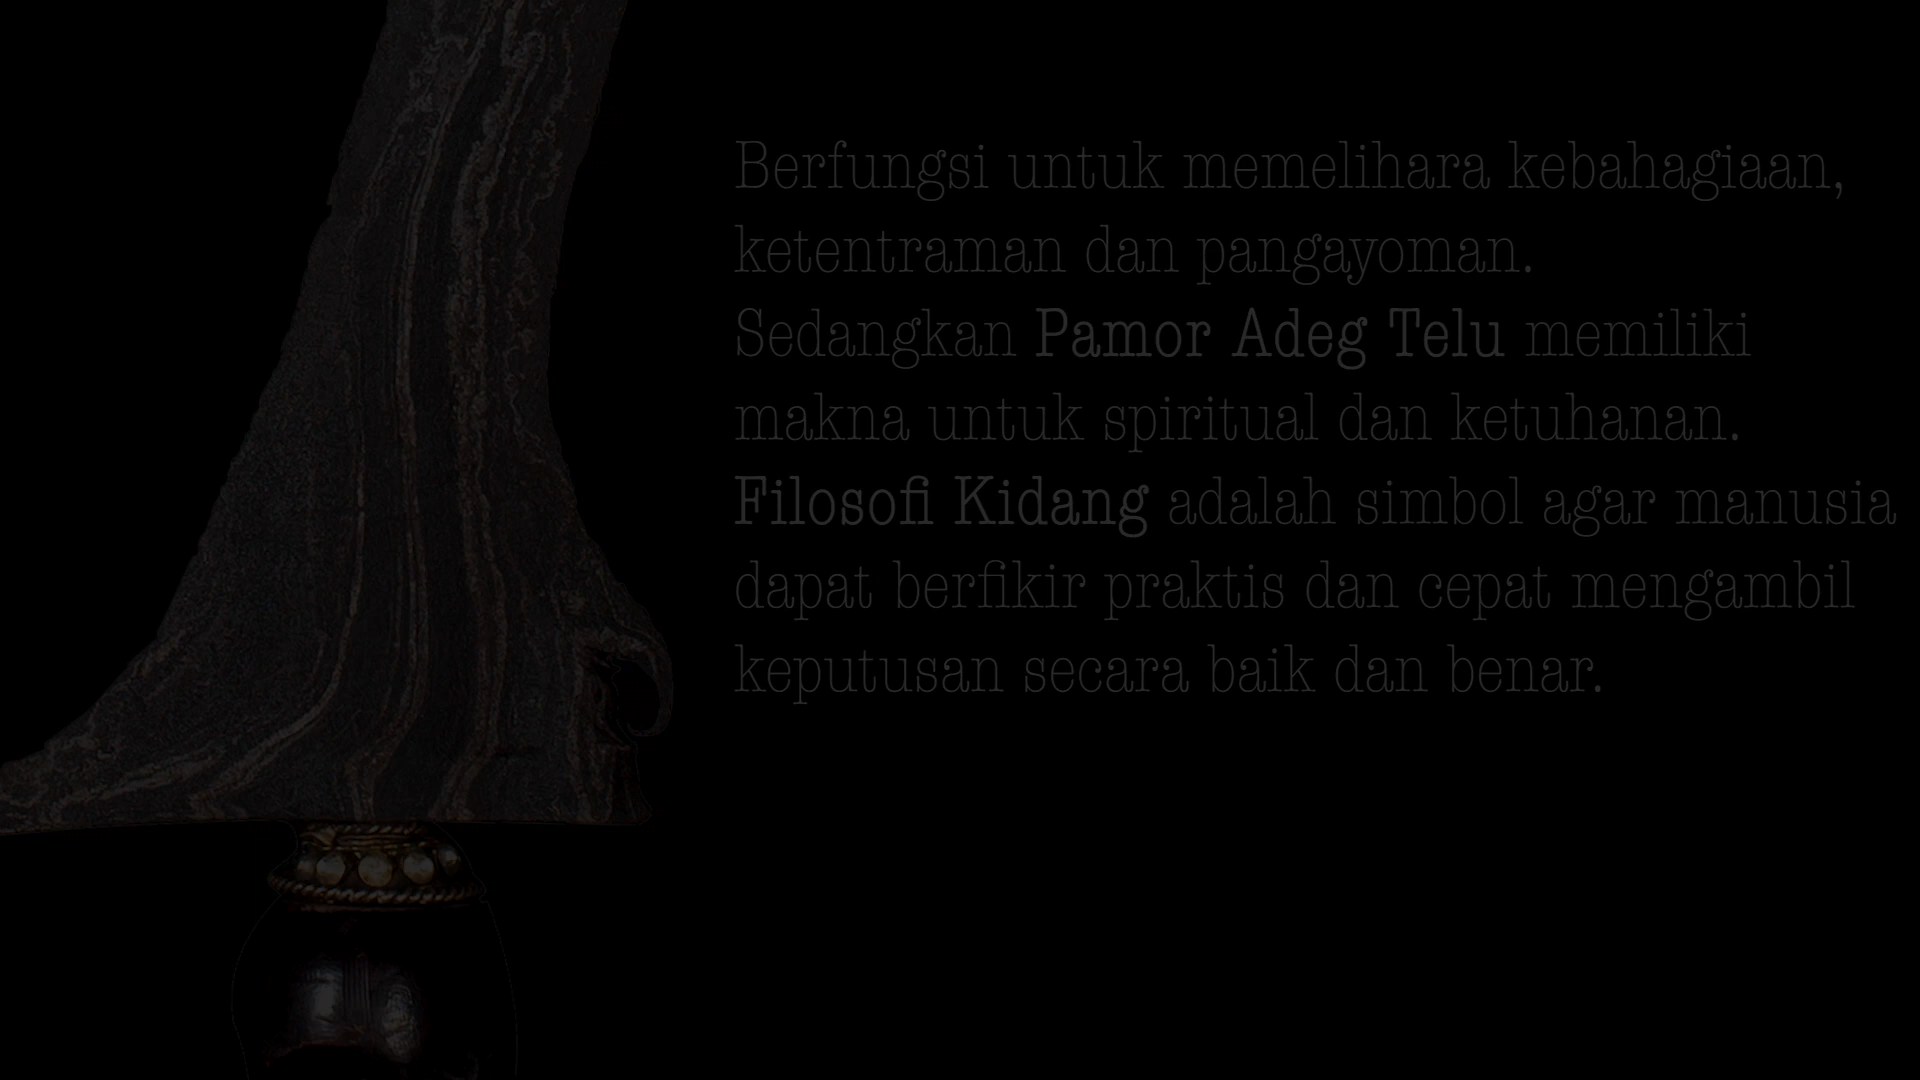 Berfungsi untuk memelihara kebahagiaan,
ketentraman dan pangayoman.
Sedangkan Pamor Adeg Telu memiliki
makna untuk spiritual dan ketuhanan.
Filosofi Kidang adalah simbol agar manusia
dapat berfikir praktis dan cepat mengambil
keputusan secara baik dan benar.